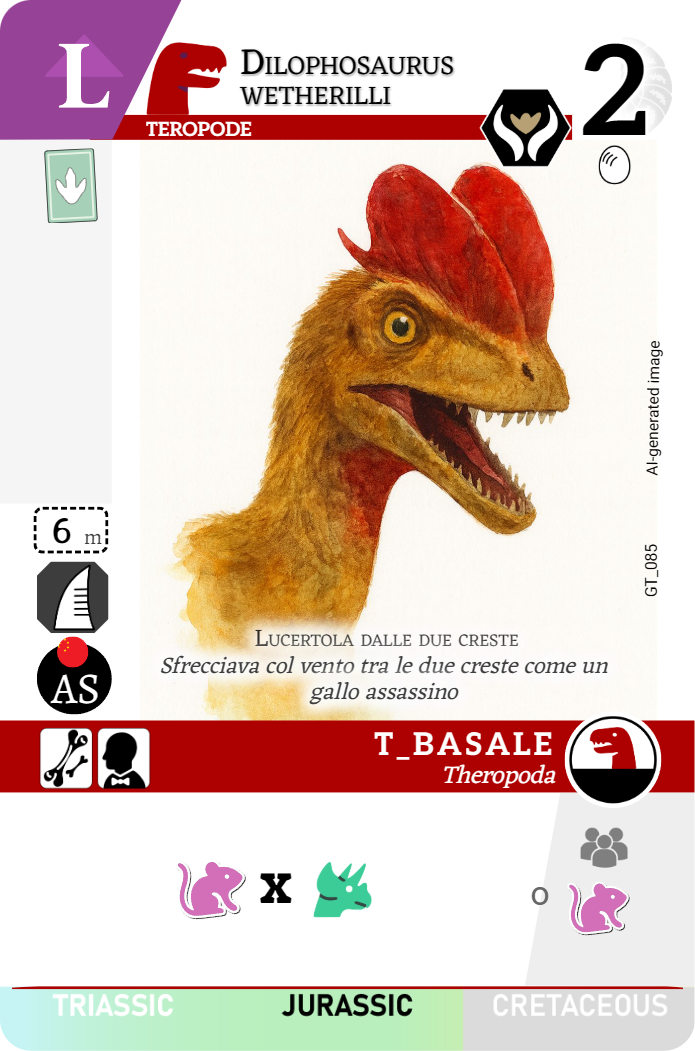 L
DILOPHOSAURUS
WETHERILLI
2
TEROPODE
AI-generated image
GT_085
6 m
AS
LUCERTOLA DALLE DUE CRESTE
Sfrecciava col vento tra le due creste come un
gallo assassino
T_BASALE
Theropoda
x
o
TRIASSIC
JURASSIC
CRETACEOUS